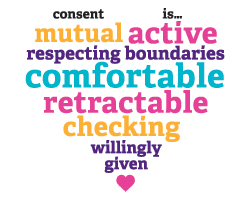 consent is...
mutual active
respecting boundaries
comfortable
retractable
checking
willingly
given